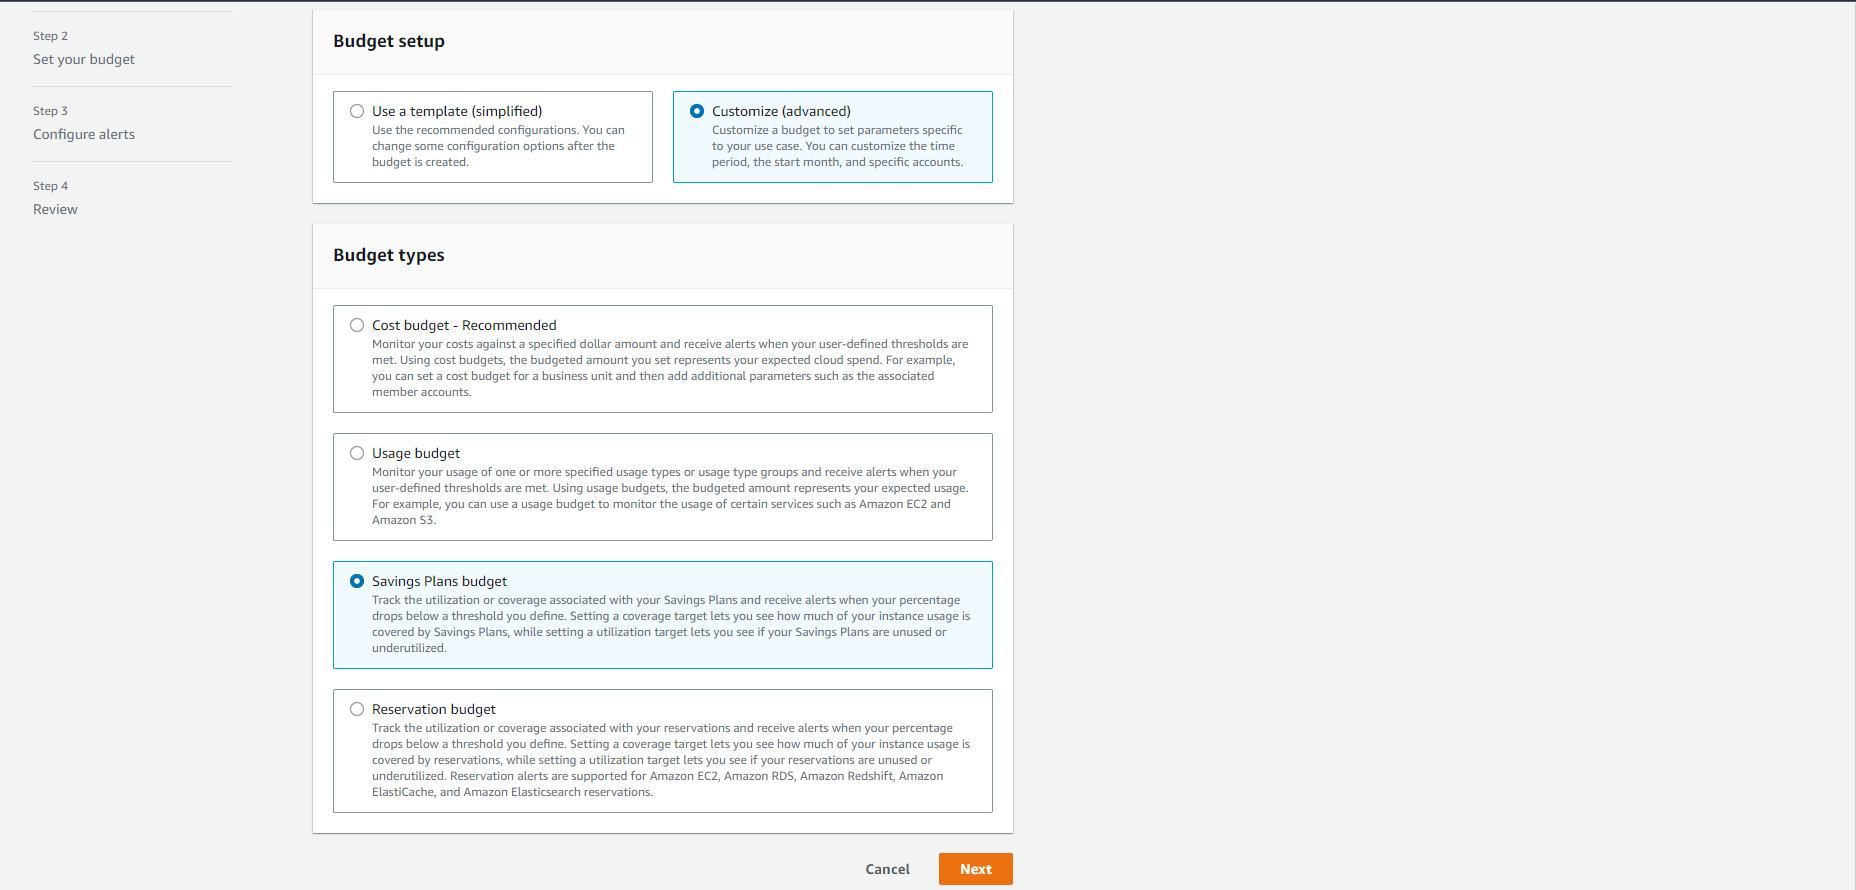 Step 2
Set your budget
Step 3
Configure alerts
Step 4
Review
Budget setup
Use a template (simplified)
Use the recommended configurations. You can
change some configuration options after the
budget is created.
Customize (advanced)
Customize a budget to set parameters specific
to your use case. You can customize the time
period, the start month, and specific accounts.
Budget types
Cost budget - Recommended
Monitor your costs against a specified dollar amount and receive alerts when your user-defined thresholds are
met. Using cost budgets, the budgeted amount you set represents your expected cloud spend. For example,
you can set a cost budget for a business unit and then add additional parameters such as the associated
member accounts.
Usage budget
Monitor your usage of one or more specified usage types or usage type groups and receive alerts when your
user-defined thresholds are met. Using usage budgets, the budgeted amount represents your expected usage.
For example, you can use a usage budget to monitor the usage of certain services such as Amazon EC2 and
Amazon S3.
Savings Plans budget
Track the utilization or coverage associated with your Savings Plans and receive alerts when your percentage
drops below a threshold you define. Setting a coverage target lets you see how much of your instance usage is
covered by Savings Plans, while setting a utilization target lets you see if your Savings Plans are unused or
underutilized.
Reservation budget
Track the utilization or coverage associated with your reservations and receive alerts when your percentage
drops below a threshold you define. Setting a coverage target lets you see how much of your instance usage is
covered by reservations, while setting a utilization target lets you see if your reservations are unused or
underutilized. Reservation alerts are supported for Amazon EC2, Amazon RDS, Amazon Redshift, Amazon
ElastiCache, and Amazon Elasticsearch reservations.
Cancel
Next